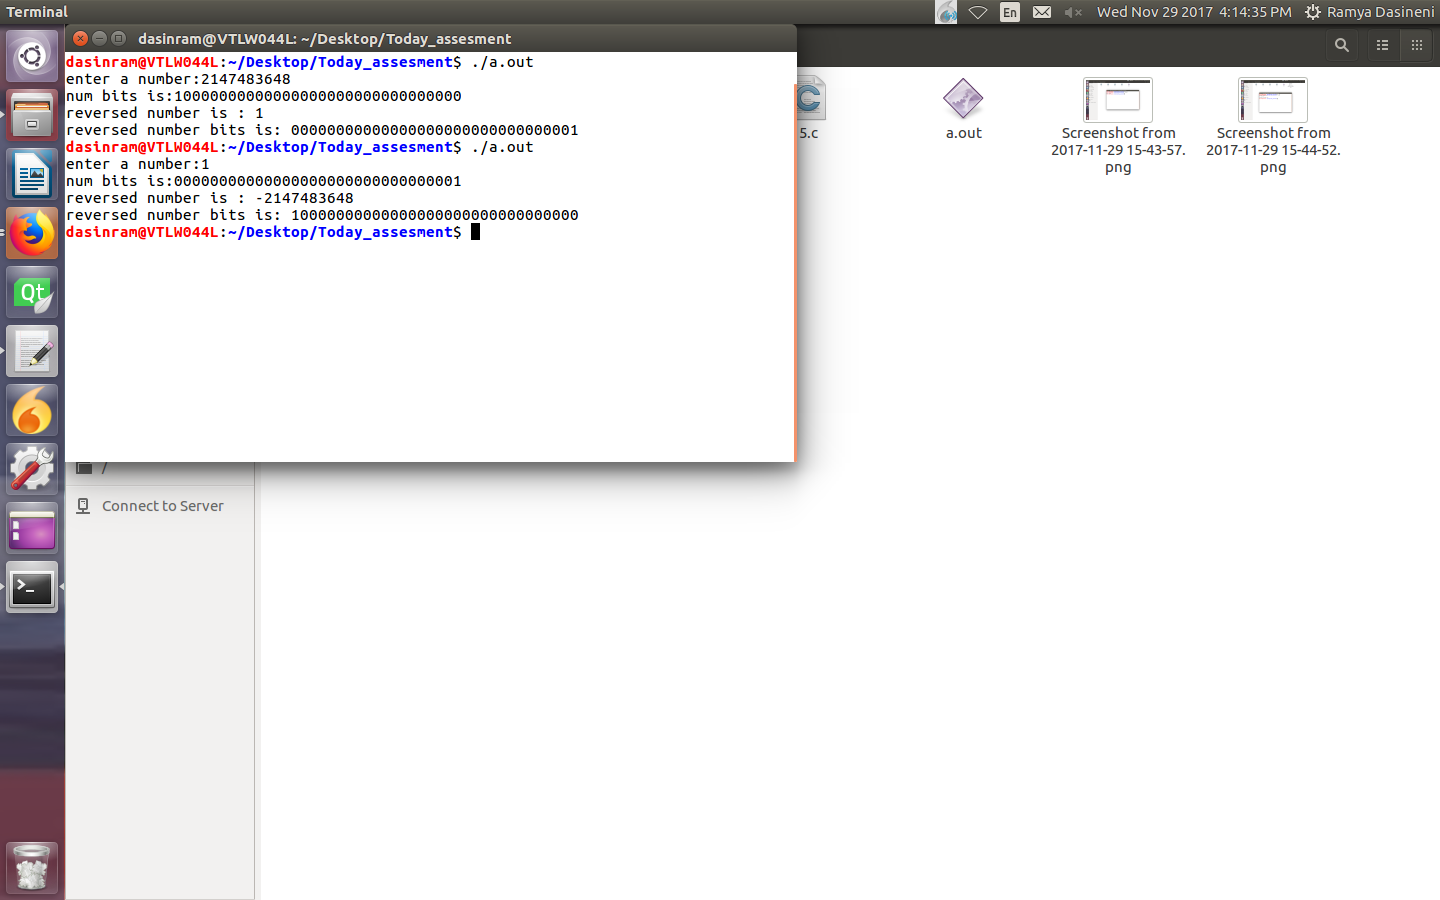 Terminal
En
Wed Nov 29 2017 4:14:35 PM
Ramya Dasineni
dasinram@VTLW044L: ~/Desktop/Today_assesment
dasinram@VTLW044L:~/Desktop/Today_assesment$ ./a.out
enter a number:2147483648
num bits is:10000000000000000000000000000000
reversed number is : 1
reversed number bits is: 00000000000000000000000000000001
dasinram@VTLW044L:~/Desktop/Today_assesment$ ./a.out
enter a number:1
num bits is:00000000000000000000000000000001
reversed number is : -2147483648
reversed number bits is: 10000000000000000000000000000000
dasinram@VTLW044L:~/Desktop/Today_assesment$
5.c
a.out
Screenshot from
2017-11-29 15-43-57.
png
Screenshot from
2017-11-29 15-44-52.
png
/
Connect to Server
Qt
>_